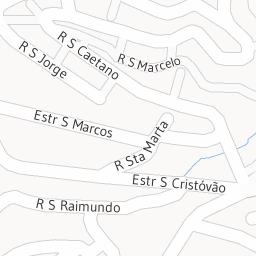 R S Caetano
R S Marcelo
R S Jorge
Estr S Marcos
R Sta Marta
Estr S Cristóvão
R S Raimundo